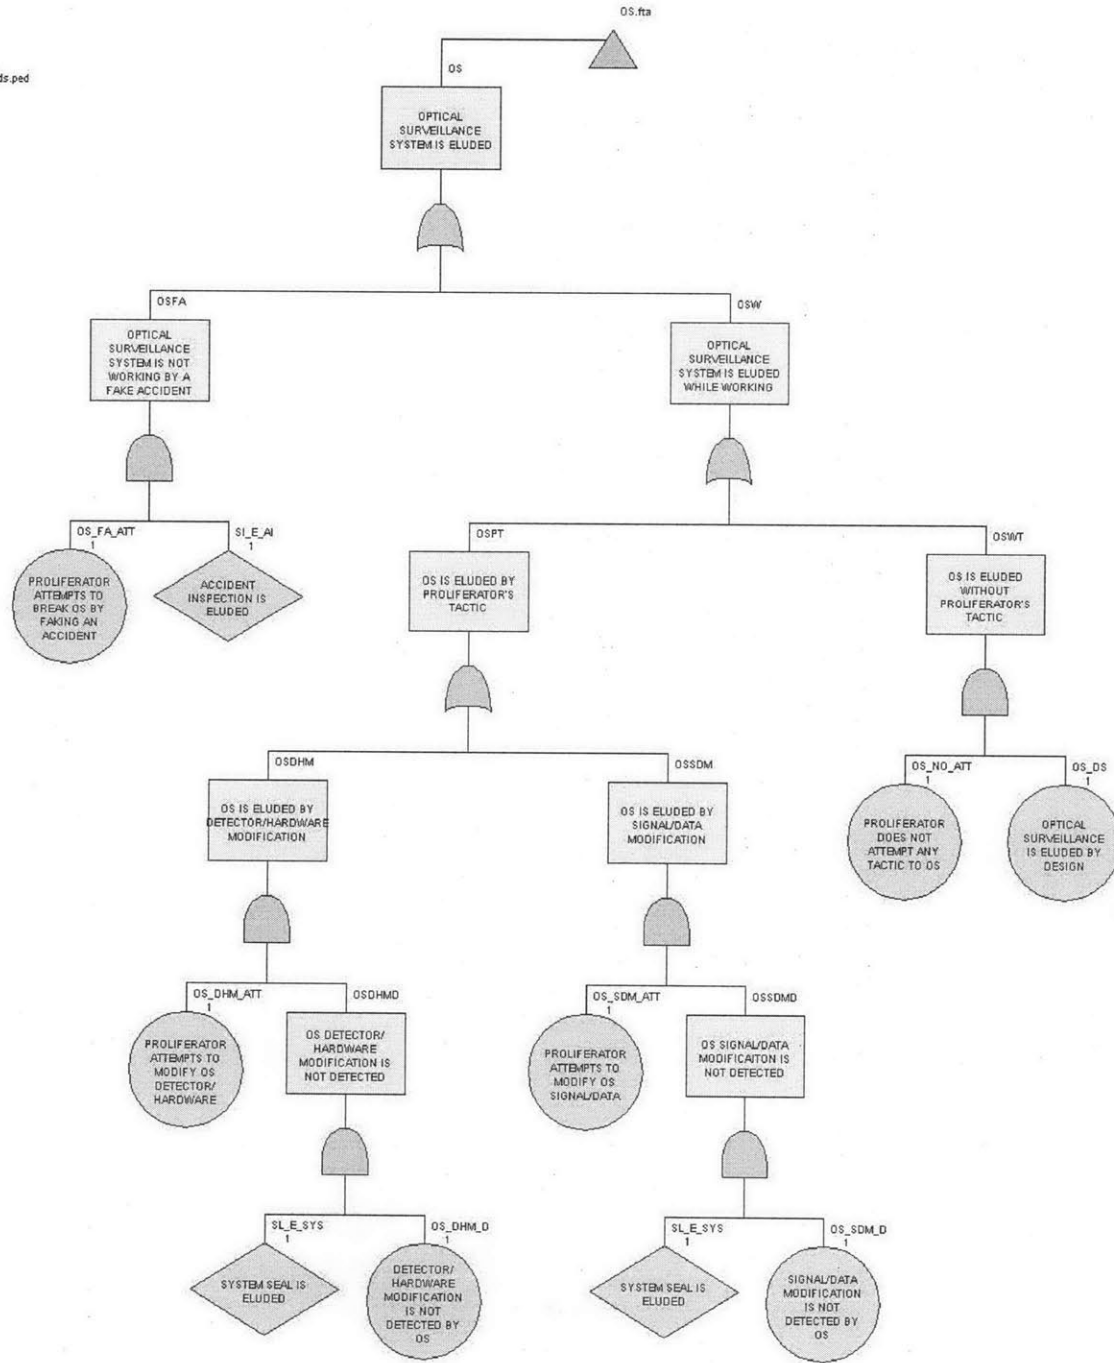 OS.fta
ds.ped
OS
OPTICAL
SURVEILLANCE
SYSTEM IS ELUDED
OSFA
OSW
OPTICAL
SURVEILLANCE
SYSTEM IS NOT
WORKING BY A
FAKE ACCIDENT
OPTICAL
SURVEILLANCE
SYSTEM IS ELUDED
WHILE WORKING
OS_FA_ATT
1
SI_E_AI
1
PROLIFERATOR
ATTEMPTS TO
BREAK OS BY
FAKING AN
ACCIDENT
ACCIDENT
INSPECTION IS
ELUDED
OSPT
OSWT
OS IS ELUDED BY
PROLIFERATOR'S
TACTIC
OS IS ELUDED
WITHOUT
PROLIFERATOR'S
TACTIC
OSDHM
OSSDM
OS_NO_ATT
1
OS_DS
1
OS IS ELUDED BY
DETECTOR/HARDWARE
MODIFICATION
OS IS ELUDED BY
SIGNAL/DATA
MODIFICATION
PROLIFERATOR
DOES NOT
ATTEMPT ANY
TACTIC TO OS
OPTICAL
SURVEILLANCE
IS ELUDED BY
DESIGN
OS_DHM_ATT
1
OSDHMD
OS_SDM_ATT
1
OSSDMD
PROLIFERATOR
ATTEMPTS TO
MODIFY OS
DETECTOR/
HARDWARE
OS DETECTOR/
HARDWARE
MODIFICATION IS
NOT DETECTED
PROLIFERATOR
ATTEMPTS TO
MODIFY OS
SIGNAL/DATA
OS SIGNAL/DATA
MODIFICAITON IS
NOT DETECTED
SL_E_SYS
1
OS_DHM_D
1
SL_E_SYS
1
OS_SDM_D
1
SYSTEM SEAL IS
ELUDED
DETECTOR/
HARDWARE
MODIFICATION
IS NOT
DETECTED BY
OS
SYSTEM SEAL IS
ELUDED
SIGNAL/DATA
MODIFICATION
IS NOT
DETECTED BY
OS